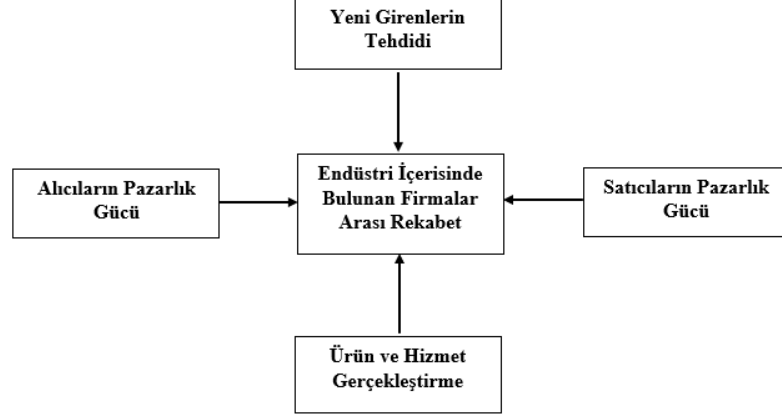 Yeni Girenlerin
Tehdidi
Alıcıların Pazarlık
Gücü
Endüstri İçerisinde
Bulunan Firmalar
Arası Rekabet
Satıcıların Pazarlık
Gücü
Ürün ve Hizmet
Gerçekleştirme